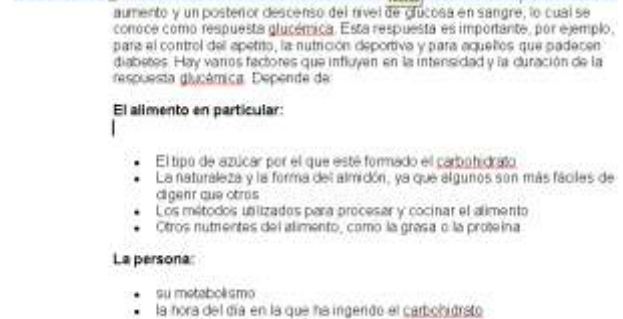 aumento y un posterior descenso del nivel de glucosa en sangre, lo cual se
conoce como respuesta glucémica. Esta respuesta es importante, por ejemplo,
para el control del apetito, la nutrición deportiva y para aquellos que padecen
diabetes. Hay varios factores que influyen en la intensidad y la duración de la
respuesta glucémica. Depende de:
El alimento en particular:
• El tipo de azúcar por el que esté formado el carbohidrato
• La naturaleza y la forma del almidón, ya que algunos son más fáciles de
digerir que otros
• Los métodos utilizados para procesar y cocinar el alimento
• Otros nutrientes del alimento, como la grasa o la proteína
La persona:
• su metabolismo
• la hora del día en la que ha ingerido el carbohidrato